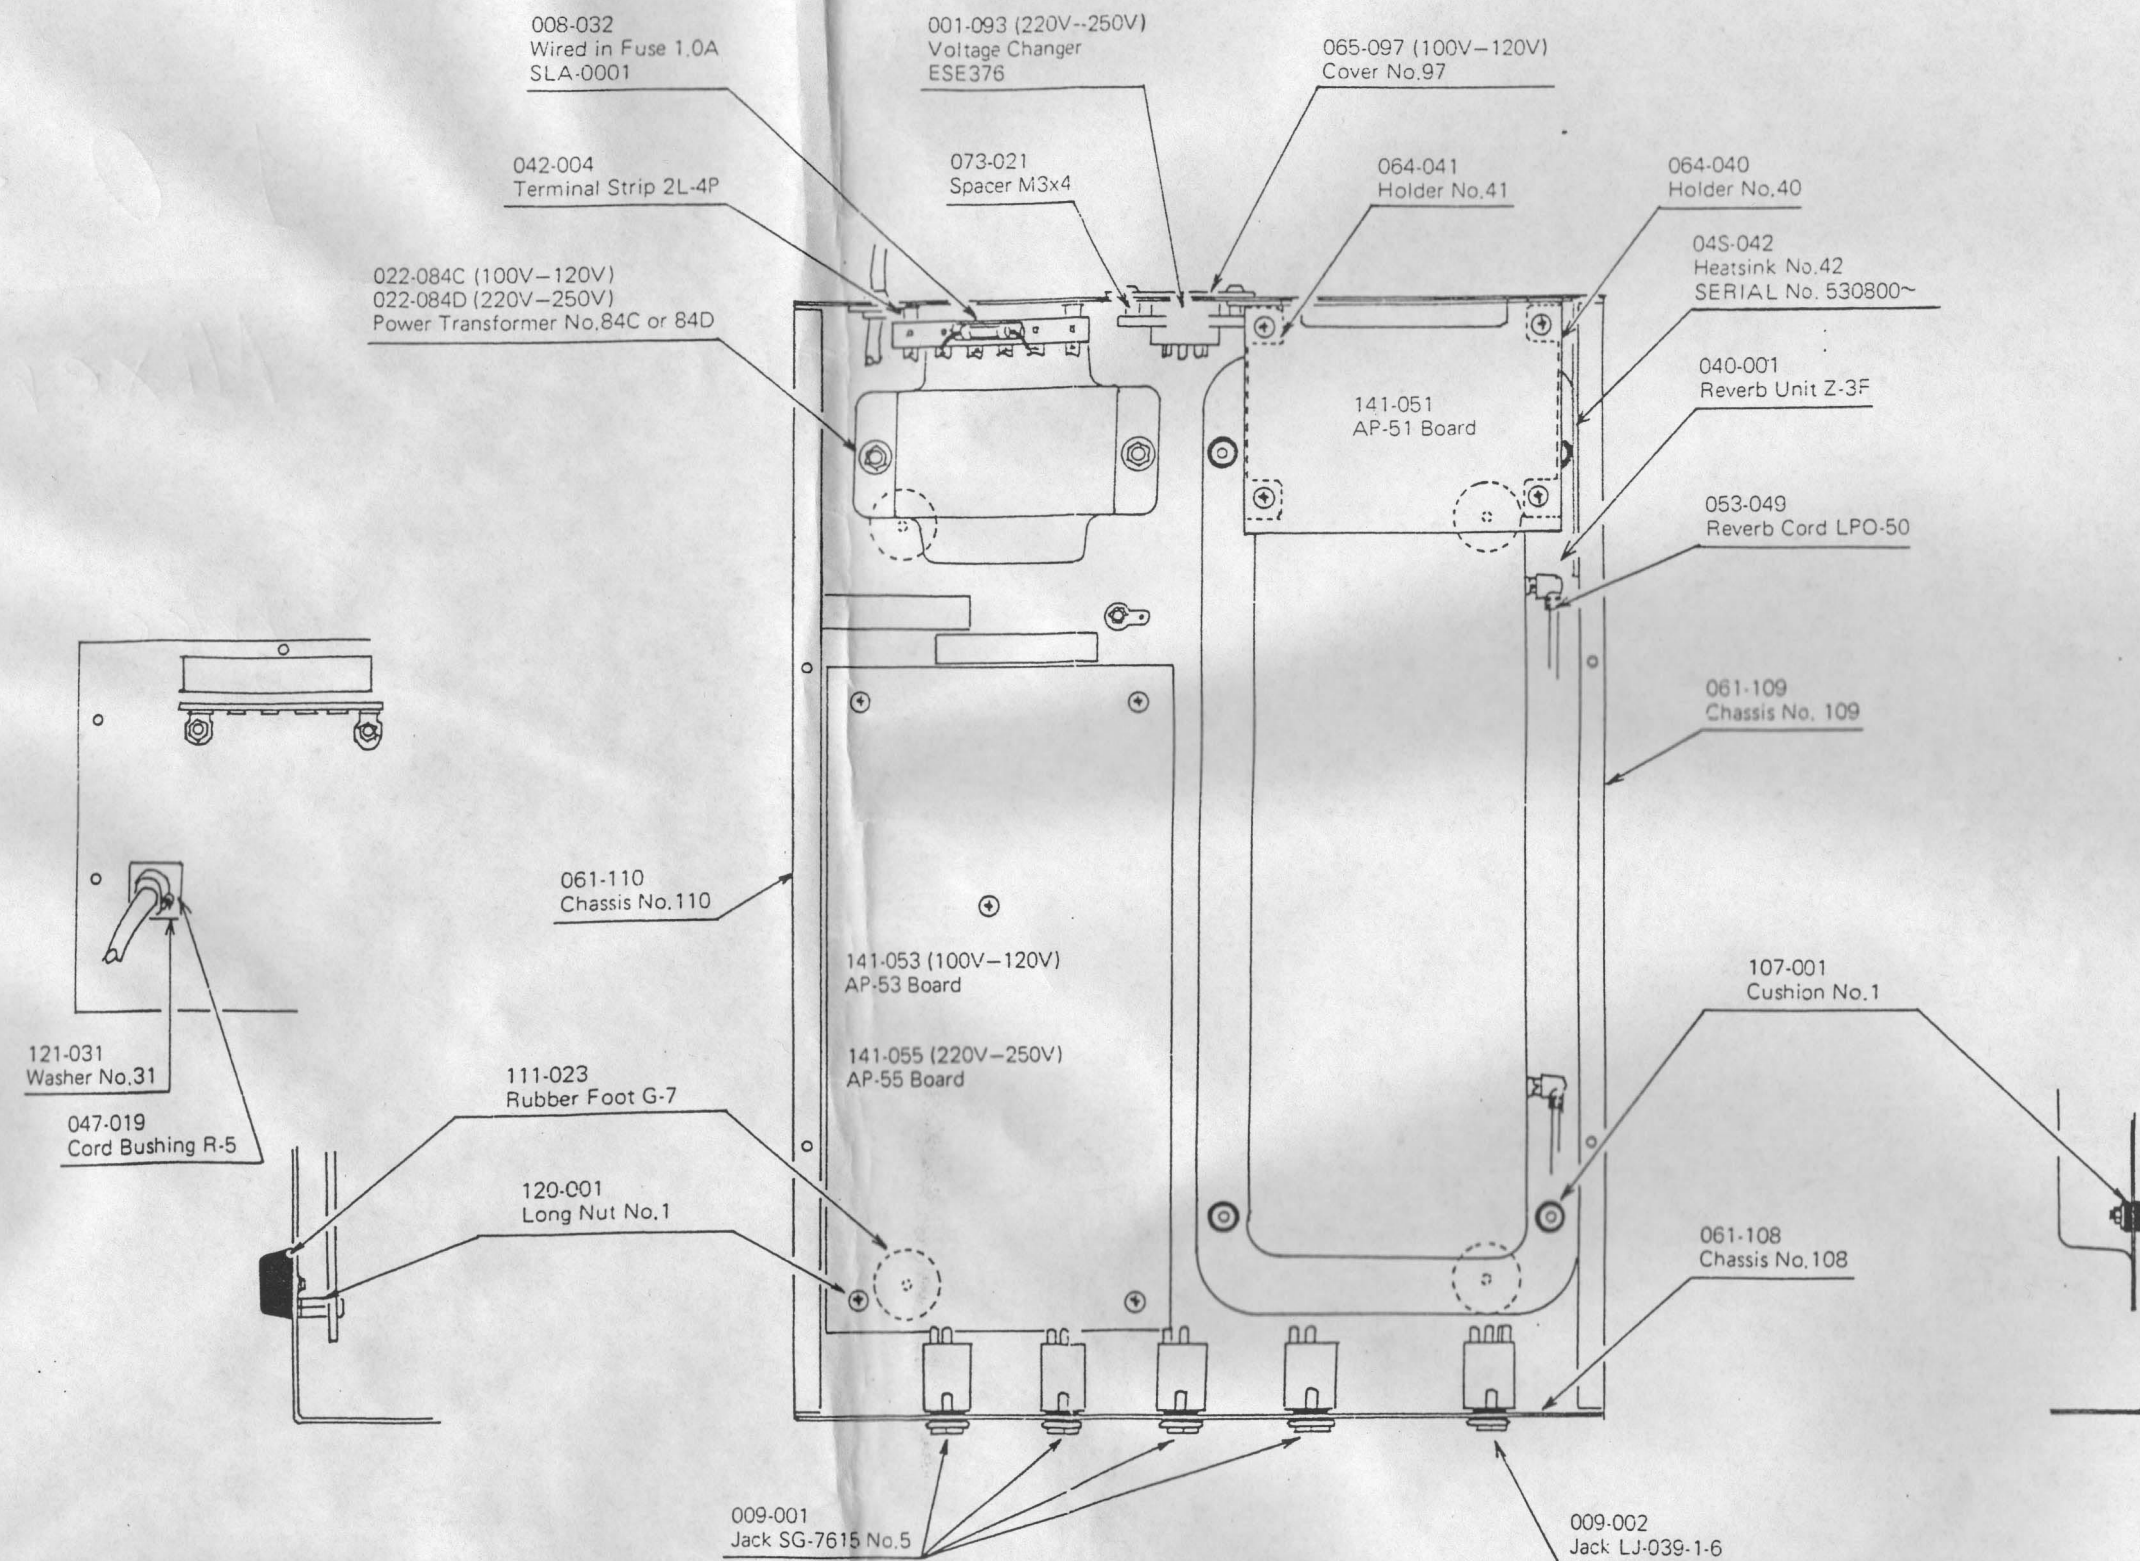 008-032
Wired in Fuse 1.0A
SLA-0001
001-093 (220V--250V)
Voltage Changer
ESE376
065-097 (100V—120V)
Cover No.97
042-004
Terminal Strip 2L-4P
073-021
Spacer M3x4
064-041
Holder No.41
064-040
Holder No.40
04S-042
Heatsink No.42
SERIAL No. 530800~
022-084C (100V—120V)
022-084D (220V—250V)
Power Transformer No.84C or 84D
040-001
Reverb Unit Z-3F
141-051
AP-51 Board
053-049
Reverb Cord LPO-50
061-109
Chassis No. 109
061-110
Chassis No.110
141-053 (100V—120V)
AP-53 Board
107-001
Cushion No.1
141-055 (220V—250V)
AP-55 Board
121-031
Washer No.31
111-023
Rubber Foot G-7
047-019
Cord Bushing R-5
120-001
Long Nut No.1
061-108
Chassis No.108
009-001
Jack SG-7615 No.5
009-002
Jack LJ-039-1-6